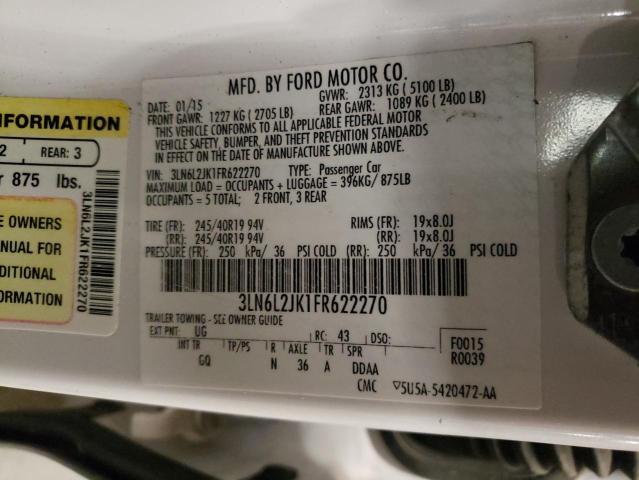 MFD. BY FORD MOTOR CO.
DATE: 01/15 GVWR: 2313 KG ( 5100 LB)
FRONT GAWR: 1227 KG ( 2705 LB) REAR GAWR: 1089 KG ( 2400 LB)
THIS VEHICLE CONFORMS TO ALL APPLICABLE FEDERAL MOTOR
VEHICLE SAFETY, BUMPER, AND THEFT PREVENTION STANDARDS
IN EFFECT ON THE DATE OF MANUFACTURE SHOWN ABOVE.
VIN: 3LN6L2JK1FR622270 TYPE: Passenger Car
MAXIMUM LOAD = OCCUPANTS + LUGGAGE = 396KG/ 875LB
OCCUPANTS = 5 TOTAL; 2 FRONT, 3 REAR
TIRE (FR): 245/40R19 94V RIMS (FR): 19x8.0J
(RR): 245/40R19 94V (RR): 19x8.0J
PRESSURE (FR): 250 kPa/ 36 PSI COLD (RR): 250 kPa/ 36 PSI COLD
3LN6L2JK1FR622270
TRAILER TOWING - SEE OWNER GUIDE
EXT PNT: UG RC: 43 DSO: F0015
INT TR TP/PS R AXLE TR SPR R0039
GQ N 36 A DDAA
CMC 5U5A-5420472-AA
INFORMATION
2 REAR: 3
875 lbs.
E OWNERS
ANUAL FOR
DDITIONAL
FORMATION
3LN6L2JK1FR622270